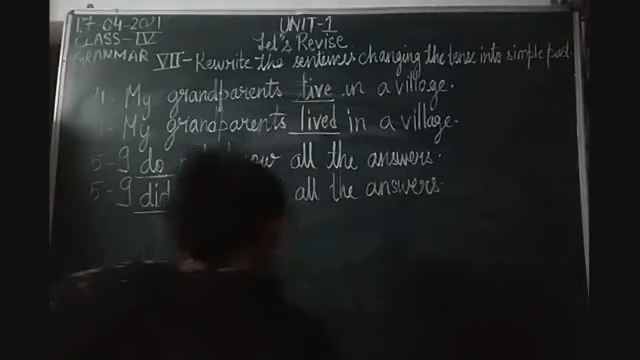 17-04-2021 UNIT-1
CLASS-IV Let's Revise
GRAMMAR VII - Rewrite the sentences changing the tense into simple past.
4- My grandparents live in a village.
My grandparents lived in a village.
5- I do all the answers.
5- I did all the answers.